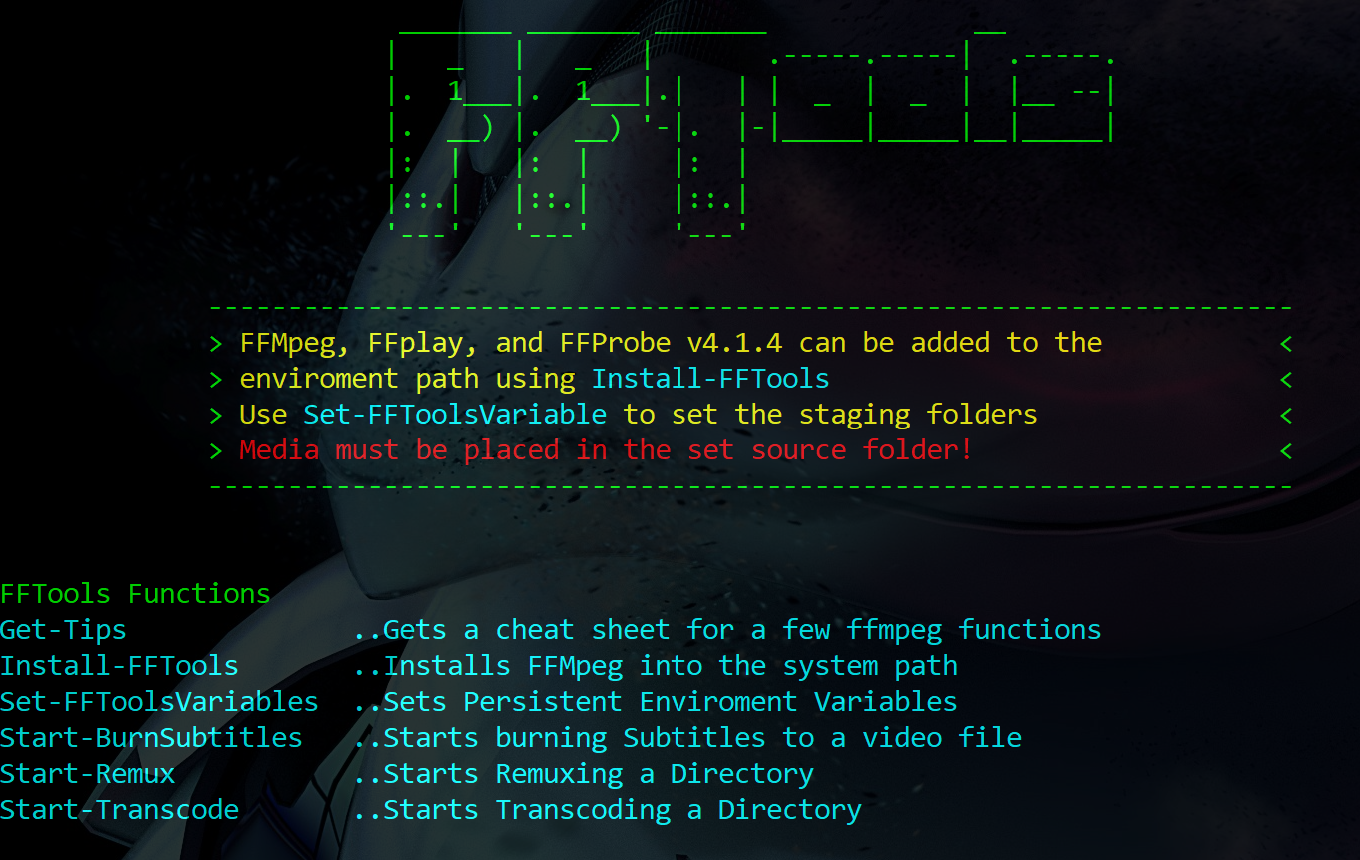 FFTools
> FFMpeg, FFplay, and FFProbe v4.1.4 can be added to the <
> enviroment path using Install-FFTools <
> Use Set-FFToolsVariable to set the staging folders <
> Media must be placed in the set source folder! <
FFTools Functions
Get-Tips ..Gets a cheat sheet for a few ffmpeg functions
Install-FFTools ..Installs FFMpeg into the system path
Set-FFToolsVariables ..Sets Persistent Enviroment Variables
Start-BurnSubtitles ..Starts burning Subtitles to a video file
Start-Remux ..Starts Remuxing a Directory
Start-Transcode ..Starts Transcoding a Directory